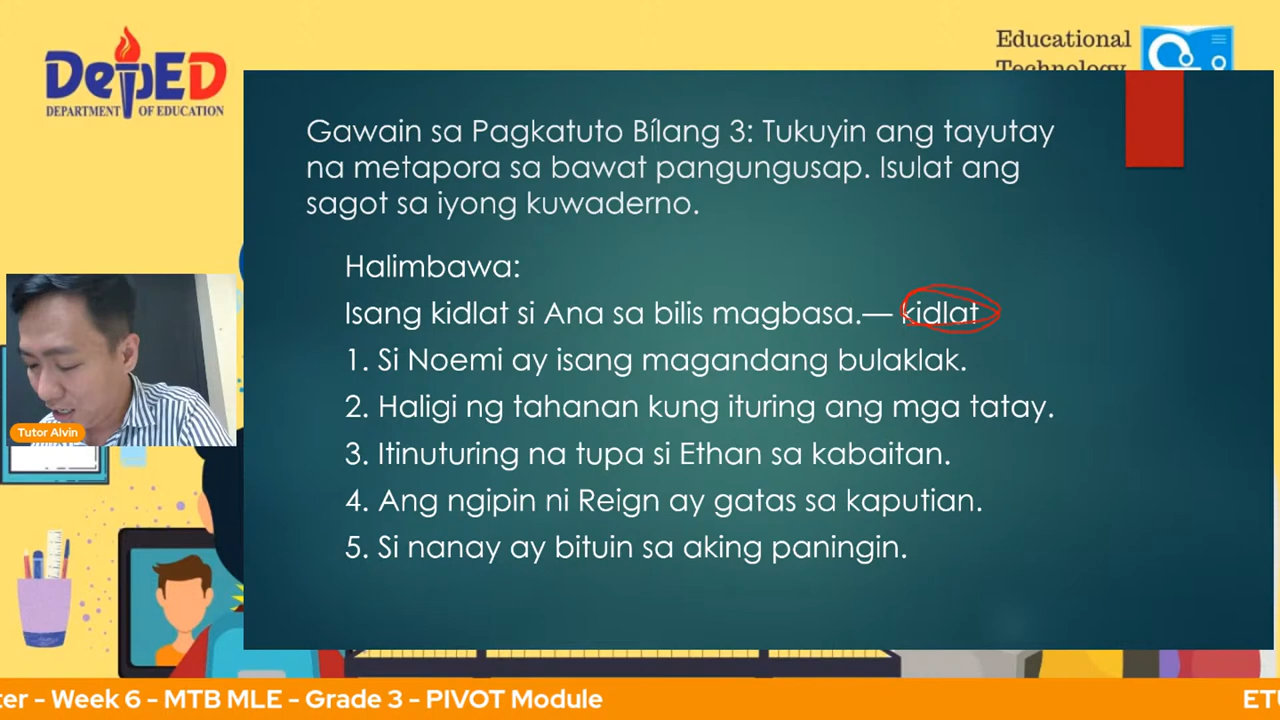 DepED
DEPARTMENT OF EDUCATION
Educational
Technology
Gawain sa Pagkatuto Bílang 3: Tukuyin ang tayutay
na metapora sa bawat pangungusap. Isulat ang
sagot sa iyong kuwaderno.
Halimbawa:
Isang kidlat si Ana sa bilis magbasa.— kidlat
1. Si Noemi ay isang magandang bulaklak.
2. Haligi ng tahanan kung ituring ang mga tatay.
3. Itinuturing na tupa si Ethan sa kabaitan.
4. Ang ngipin ni Reign ay gatas sa kaputian.
5. Si nanay ay bituin sa aking paningin.
Tutor Alvin
ter - Week 6 - MTB MLE - Grade 3 - PIVOT Module
ETU